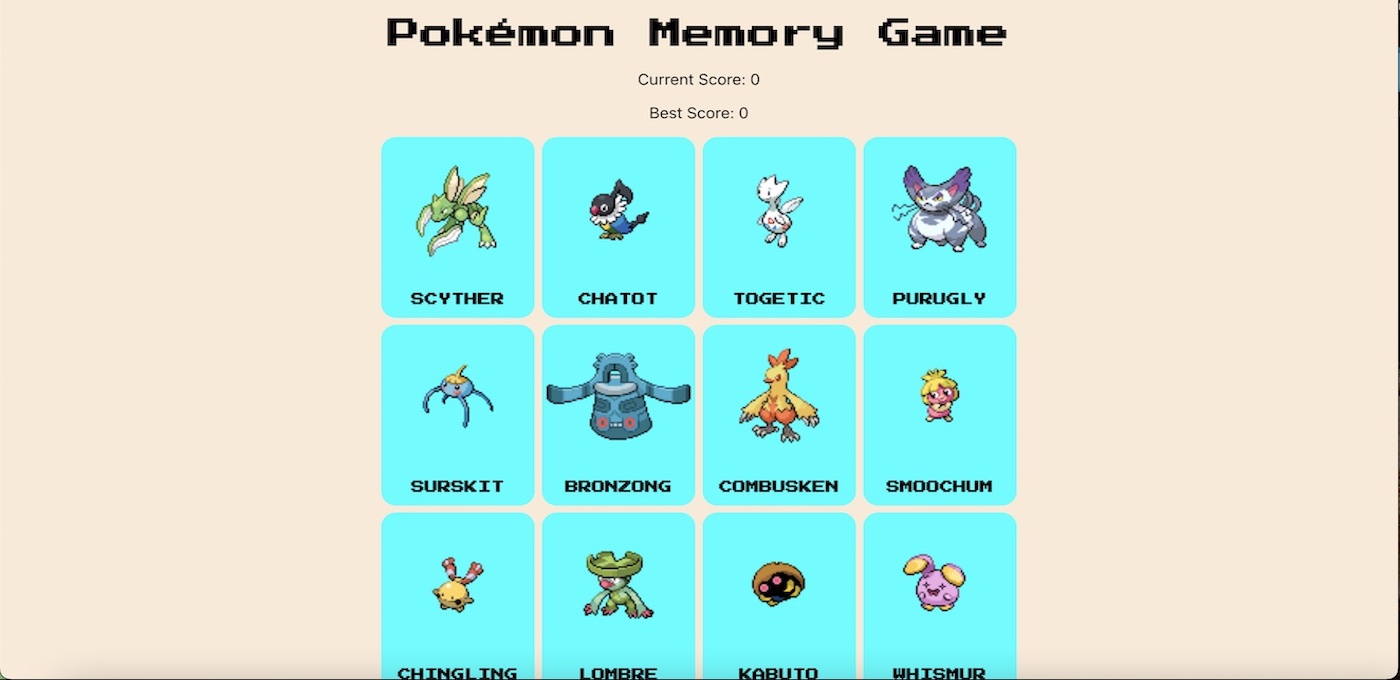 Pokémon Memory Game
Current Score: 0
Best Score: 0
SCYTHER CHATOT TOGETIC PURUGLY
SURSKIT BRONZONG COMBUSKEN SMOOCHUM
CHINGLING LOMBRE KABUTO WHISMUR